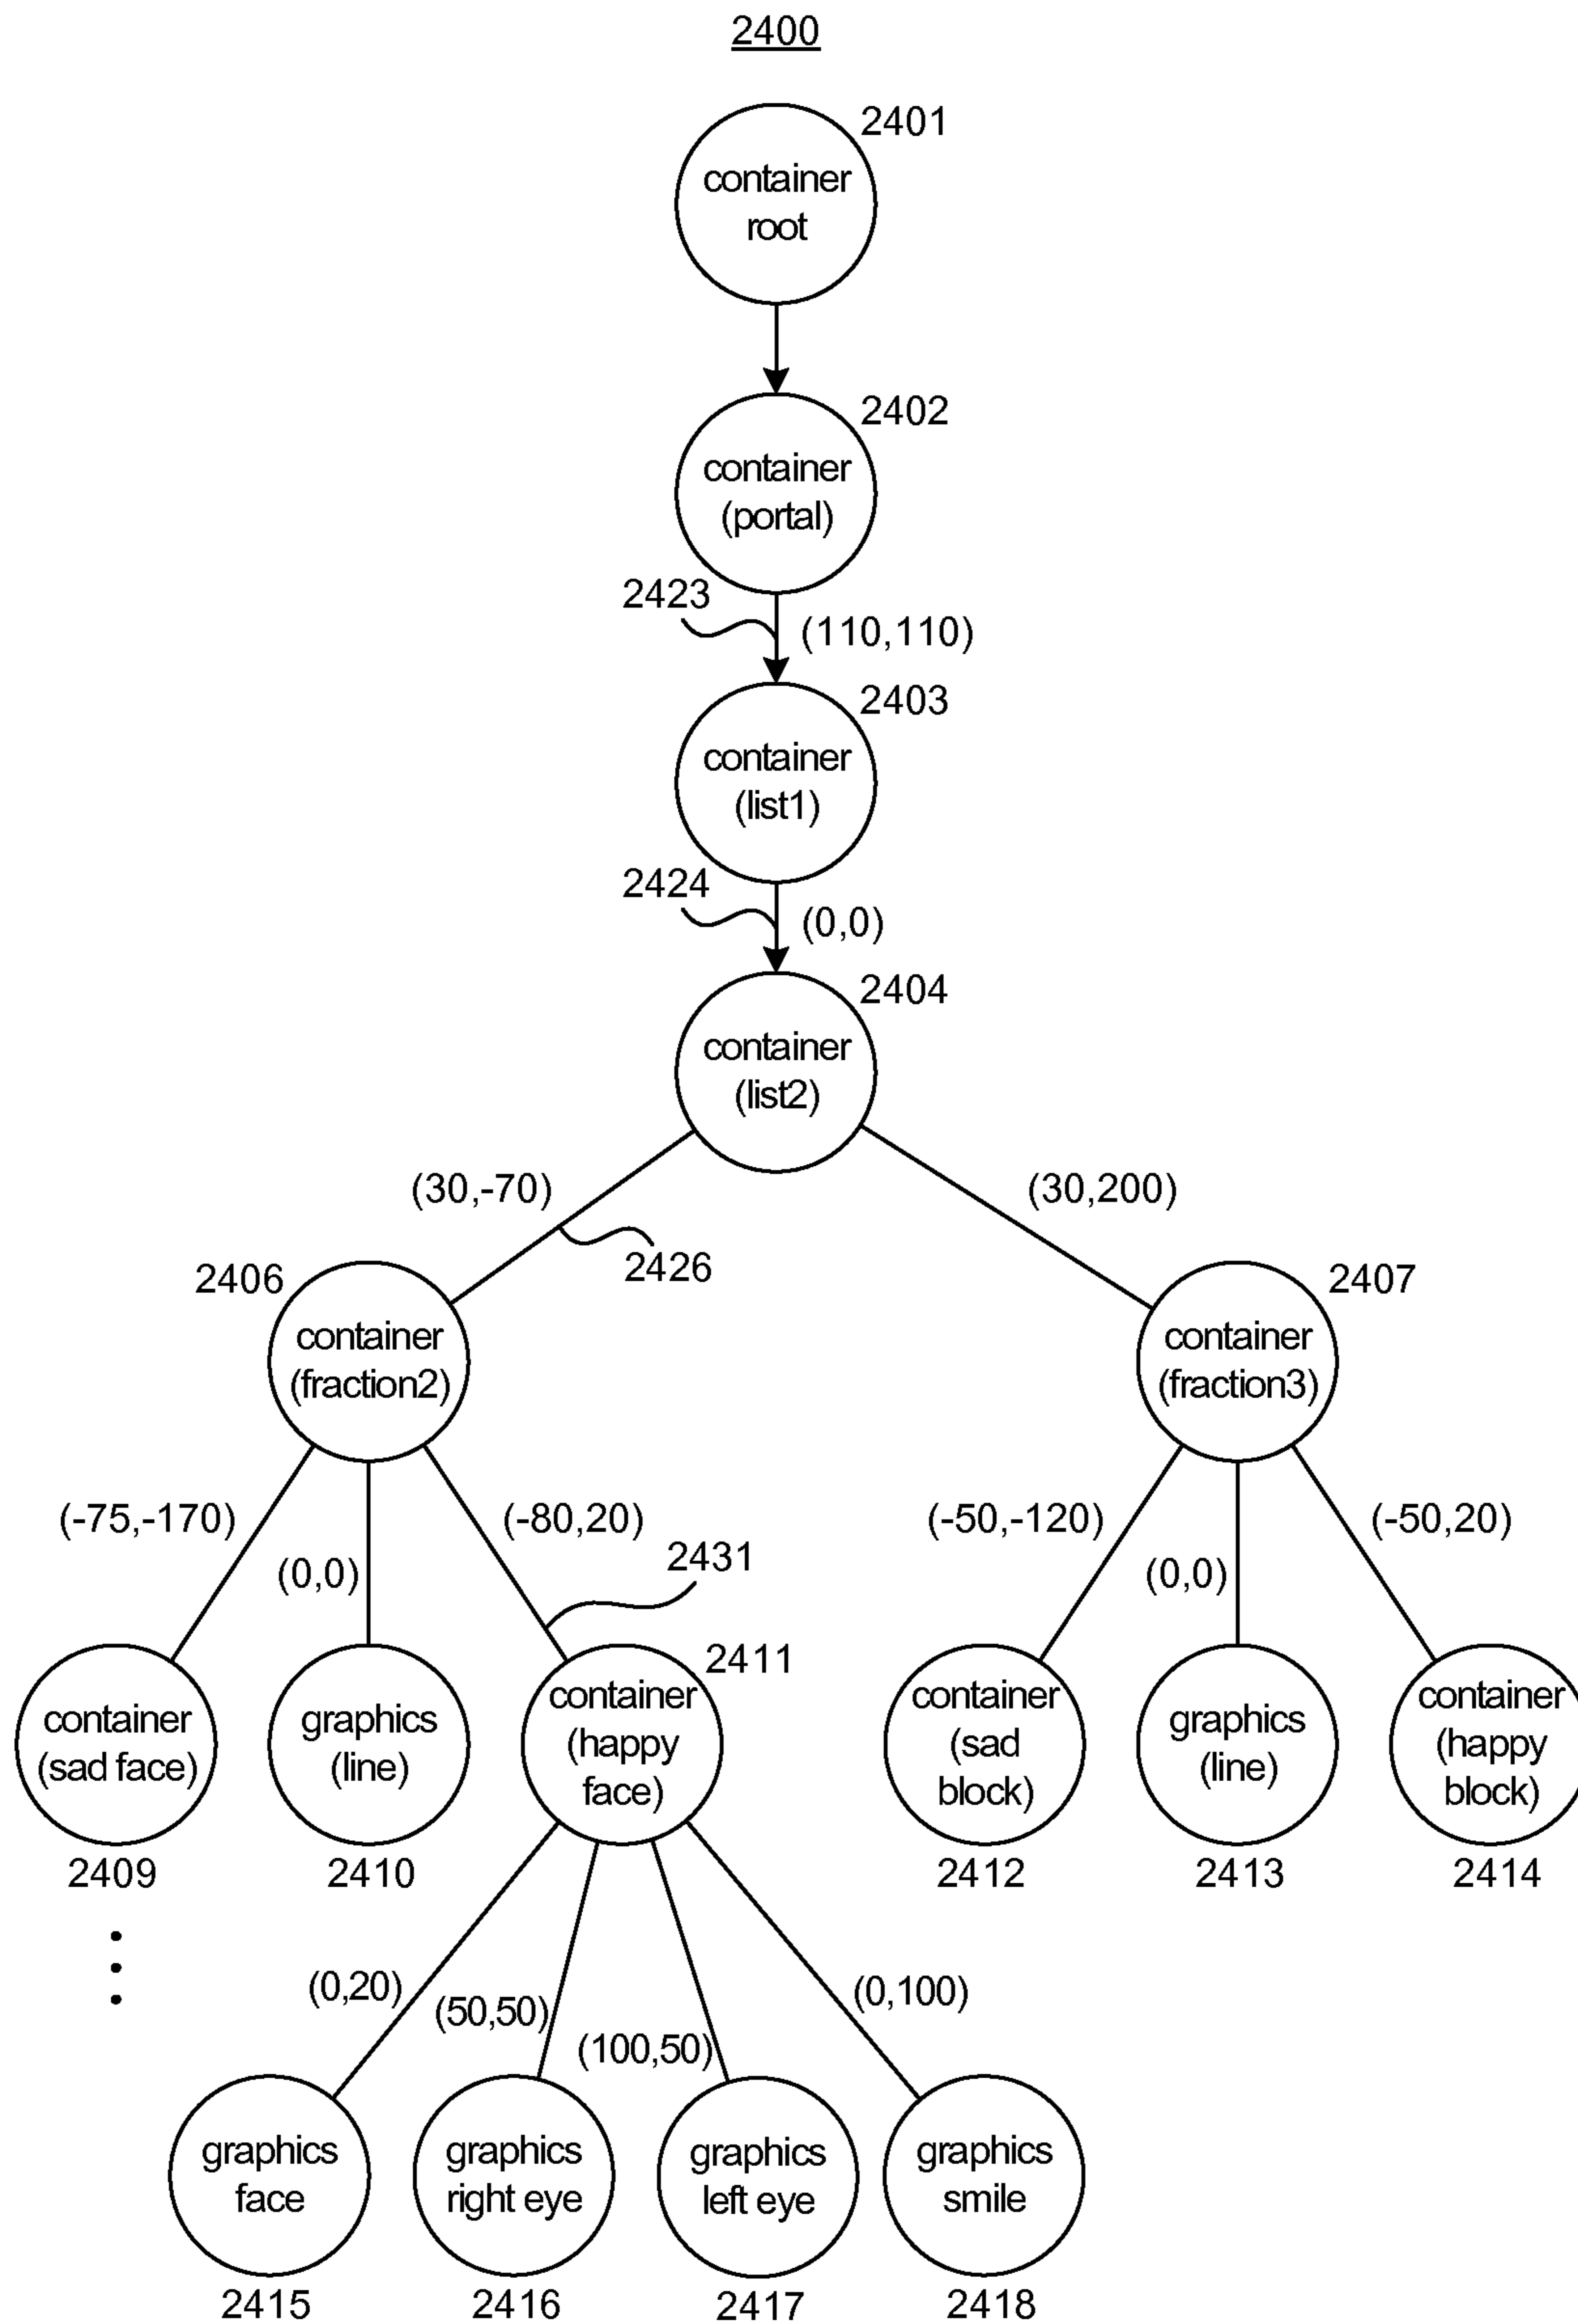 2400
2401
container
root
2402
container
(portal)
2423
(110,110)
2403
container
(list1)
2424
(0,0)
2404
container
(list2)
(30,-70)
(30,200)
2426
2406
container
(fraction2)
2407
container
(fraction3)
(-75,-170)
(0,0)
(-80,20)
2431
(-50,-120)
(0,0)
(-50,20)
container
(sad face)
2409
graphics
(line)
2410
2411
container
(happy
face)
container
(sad
block)
2412
graphics
(line)
2413
container
(happy
block)
2414
(0,20)
(50,50)
(100,50)
(0,100)
graphics
face
2415
graphics
right eye
2416
graphics
left eye
2417
graphics
smile
2418